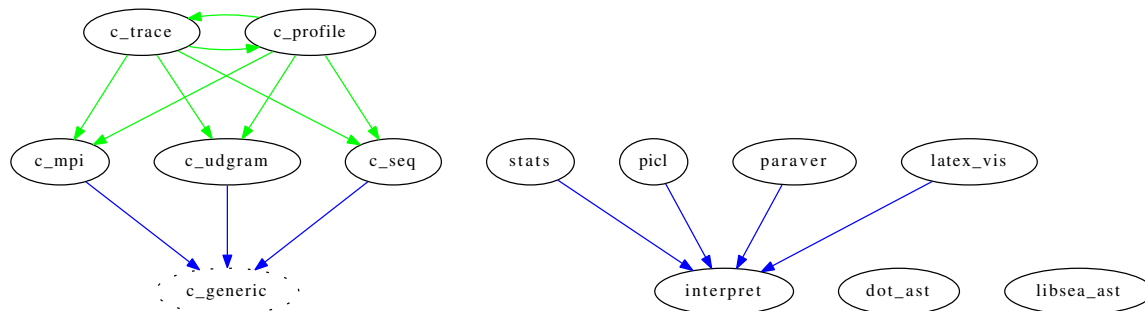 c_trace c_profile
c_mpi c_udgram c_seq stats picl paraver latex_vis
c_generic interpret dot_ast libsea_ast